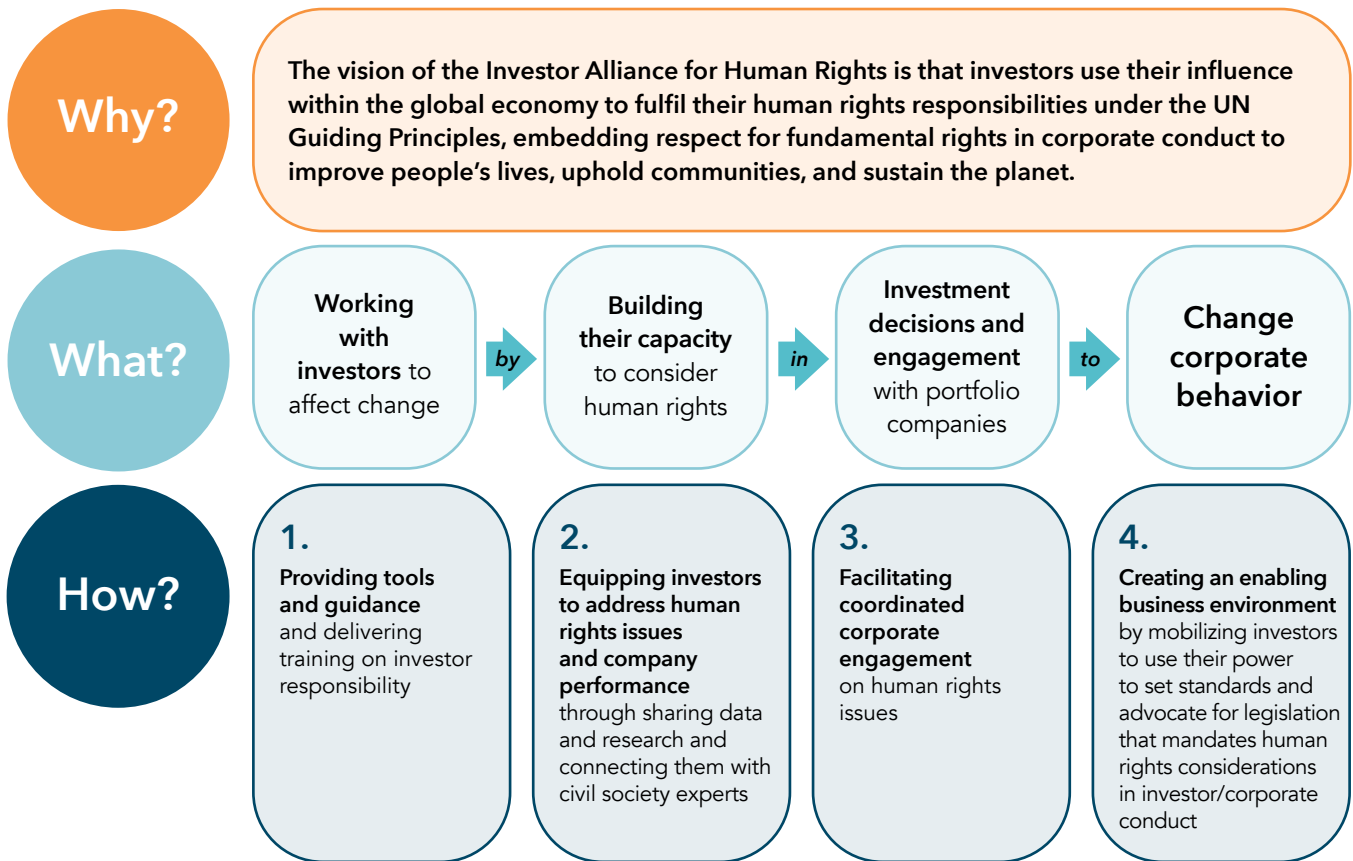 Why?
The vision of the Investor Alliance for Human Rights is that investors use their influence
within the global economy to fulfil their human rights responsibilities under the UN
Guiding Principles, embedding respect for fundamental rights in corporate conduct to
improve people’s lives, uphold communities, and sustain the planet.
What?
Working
with
investors to
affect change
by
Building
their capacity
to consider
human rights
in
Investment
decisions and
engagement
with portfolio
companies
to
Change
corporate
behavior
How?
1.
Providing tools
and guidance
and delivering
training on investor
responsibility
2.
Equipping investors
to address human
rights issues
and company
performance
through sharing data
and research and
connecting them with
civil society experts
3.
Facilitating
coordinated
corporate
engagement
on human rights
issues
4.
Creating an enabling
business environment
by mobilizing investors
to use their power
to set standards and
advocate for legislation
that mandates human
rights considerations
in investor/corporate
conduct